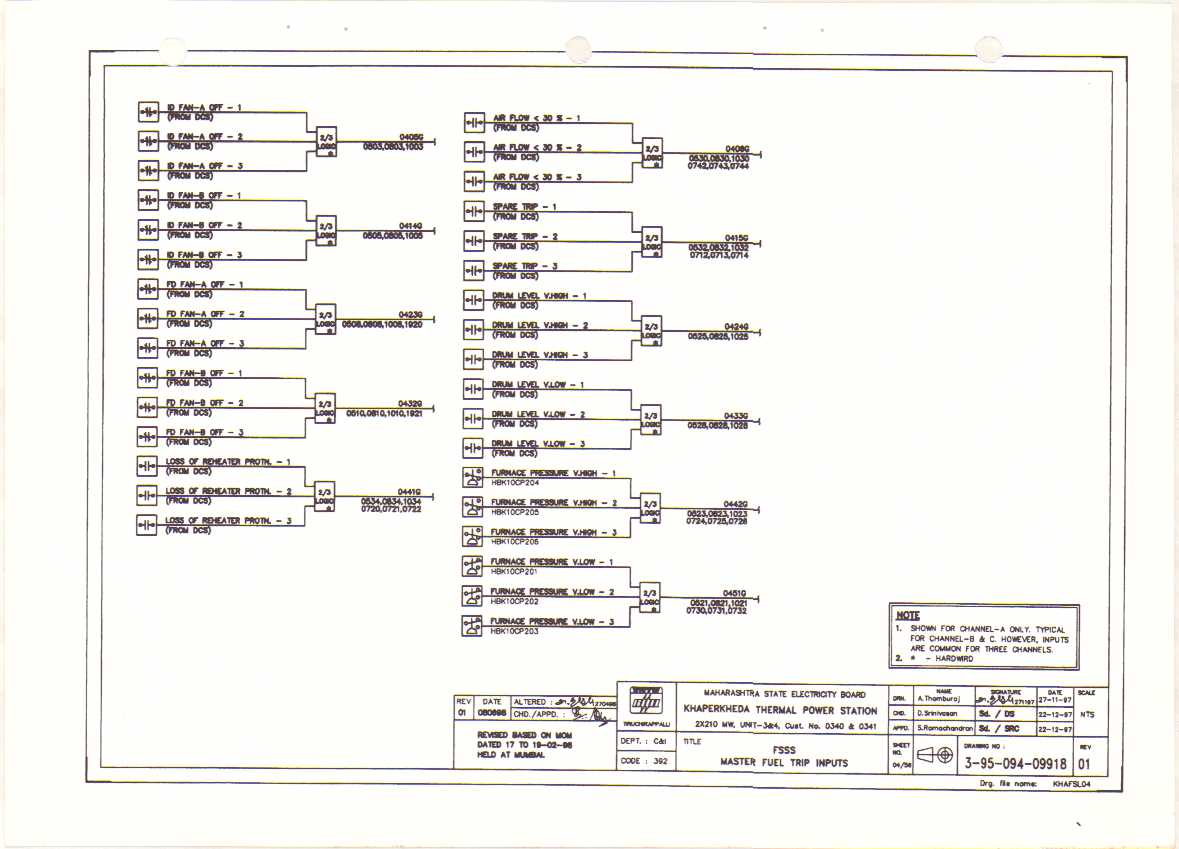 ID FAN-A OFF - 1
(FROM DCS)
ID FAN-A OFF - 2
(FROM DCS)
ID FAN-A OFF - 3
(FROM DCS)
2/3
LOGIC
*
0405G
0503,0803,1003
ID FAN-B OFF - 1
(FROM DCS)
ID FAN-B OFF - 2
(FROM DCS)
ID FAN-B OFF - 3
(FROM DCS)
2/3
LOGIC
*
0414G
0505,0805,1005
FD FAN-A OFF - 1
(FROM DCS)
FD FAN-A OFF - 2
(FROM DCS)
FD FAN-A OFF - 3
(FROM DCS)
2/3
LOGIC
*
0423G
0508,0808,1008,1920
FD FAN-B OFF - 1
(FROM DCS)
FD FAN-B OFF - 2
(FROM DCS)
FD FAN-B OFF - 3
(FROM DCS)
2/3
LOGIC
*
0432G
0510,0810,1010,1921
LOSS OF REHEATER PROTN. - 1
(FROM DCS)
LOSS OF REHEATER PROTN. - 2
(FROM DCS)
LOSS OF REHEATER PROTN. - 3
(FROM DCS)
2/3
LOGIC
*
0441G
0534,0834,1034
0720,0721,0722
AIR FLOW < 30 % - 1
(FROM DCS)
AIR FLOW < 30 % - 2
(FROM DCS)
AIR FLOW < 30 % - 3
(FROM DCS)
2/3
LOGIC
*
0406G
0530,0830,1030
0742,0743,0744
SPARE TRIP - 1
(FROM DCS)
SPARE TRIP - 2
(FROM DCS)
SPARE TRIP - 3
(FROM DCS)
2/3
LOGIC
*
0415G
0532,0832,1032
0712,0713,0714
DRUM LEVEL V.HIGH - 1
(FROM DCS)
DRUM LEVEL V.HIGH - 2
(FROM DCS)
DRUM LEVEL V.HIGH - 3
(FROM DCS)
2/3
LOGIC
*
0424G
0525,0825,1025
DRUM LEVEL V.LOW - 1
(FROM DCS)
DRUM LEVEL V.LOW - 2
(FROM DCS)
DRUM LEVEL V.LOW - 3
(FROM DCS)
2/3
LOGIC
*
0433G
0528,0828,1028
FURNACE PRESSURE V.HIGH - 1
HBK10CP204
FURNACE PRESSURE V.HIGH - 2
HBK10CP205
FURNACE PRESSURE V.HIGH - 3
HBK10CP206
2/3
LOGIC
*
0442G
0523,0823,1023
0724,0725,0726
FURNACE PRESSURE V.LOW - 1
HBK10CP201
FURNACE PRESSURE V.LOW - 2
HBK10CP202
FURNACE PRESSURE V.LOW - 3
HBK10CP203
2/3
LOGIC
*
0451G
0521,0821,1021
0730,0731,0732
NOTE
1. SHOWN FOR CHANNEL-A ONLY. TYPICAL
FOR CHANNEL-B & C. HOWEVER, INPUTS
ARE COMMON FOR THREE CHANNELS.
2. * - HARDWIRD
REV DATE ALTERED : 270498
01 CHD./APPD. :
REVISED BASED ON MOM
DATED 17 TO 19-02-98
HELD AT MUMBAI.
TIRUCHIRAPPALLI
DEPT. : C&I
CODE : 392
MAHARASHTRA STATE ELECTRICITY BOARD
KHAPERKHEDA THERMAL POWER STATION
2X210 MW, UNIT-3&4, Cust. No. 0340 & 0341
TITLE
FSSS
MASTER FUEL TRIP INPUTS
NAME SIGNATURE DATE SCALE
DRN. A.Thamburaj 271197 27-11-97
CHD. D.Srinivasan Sd. / DS 22-12-97 NTS
APPD. S.Ramachandran Sd. / SRC 22-12-97
SHEET NO. 04/56
DRAWING NO : REV
3-95-094-09918 01
Drg. file name: KHAFSL04